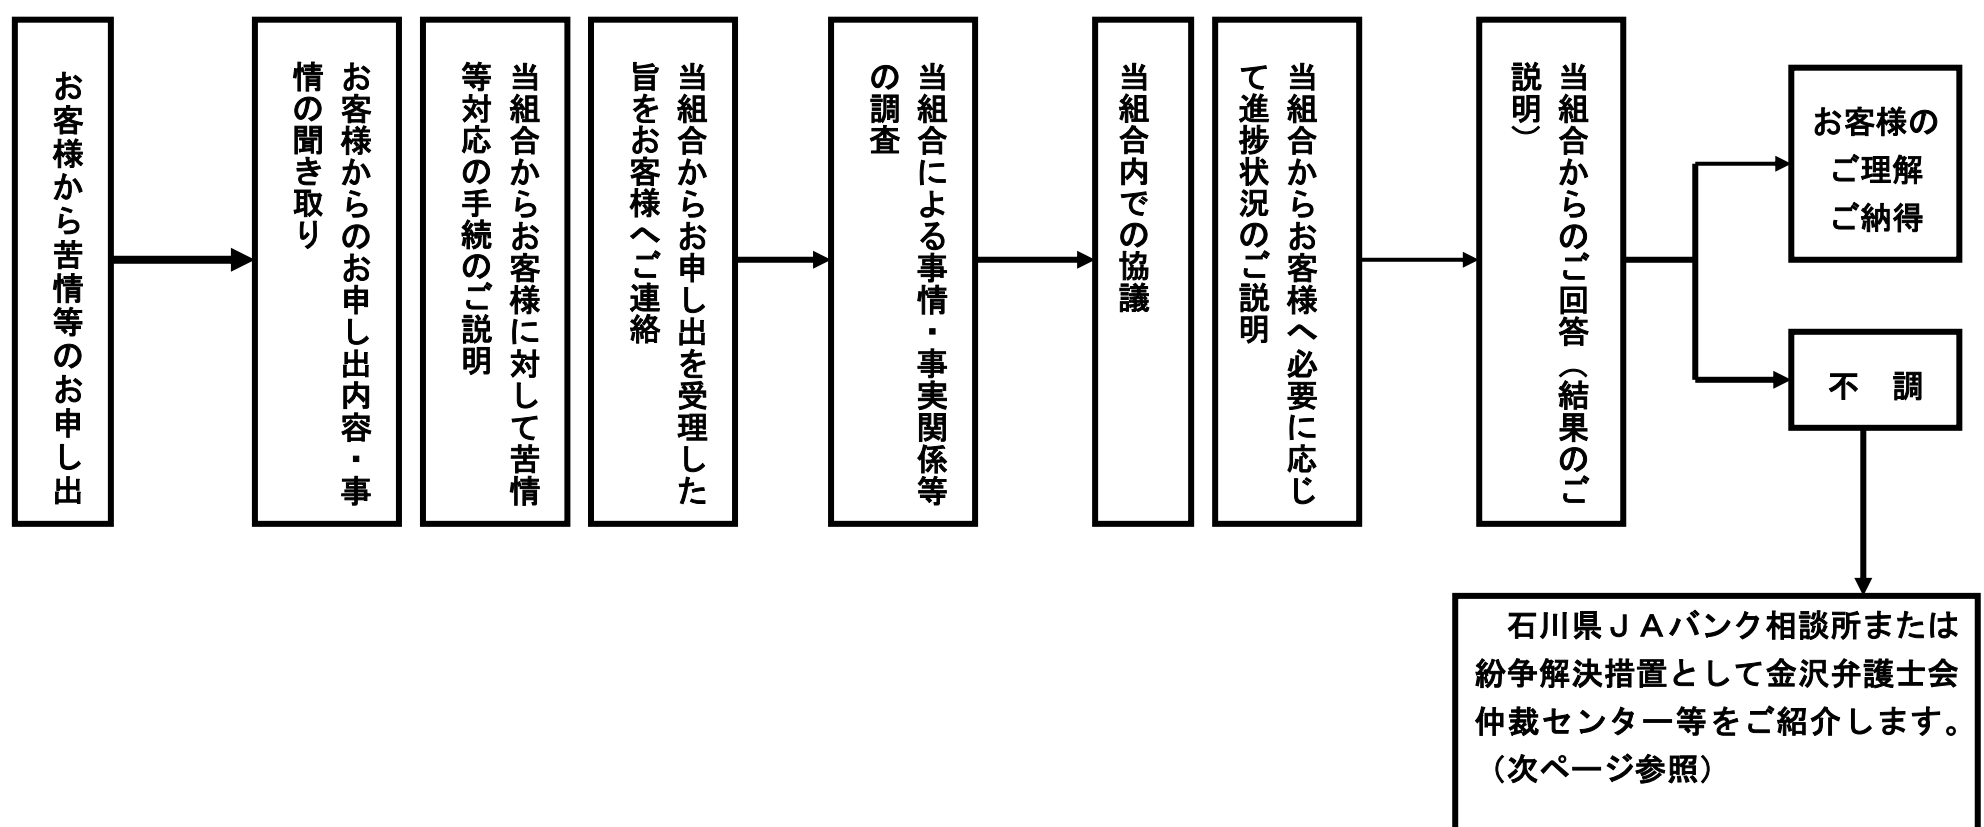 お客様から苦情等のお申し出
お客様からのお申し出内容・事
情の聞き取り
当組合からお客様に対して苦情
等対応の手続のご説明
当組合からお申し出を受理した
旨をお客様へご連絡
当組合による事情・事実関係等
の調査
当組合内での協議
当組合からお客様へ必要に応じ
て進捗状況のご説明
当組合からのご回答（結果のご
説明）
お客様の
ご理解
ご納得
不　調
石川県ＪＡバンク相談所または
紛争解決措置として金沢弁護士会
仲裁センター等をご紹介します。
（次ページ参照）